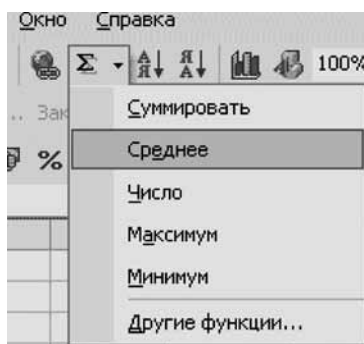 Окно Справка
Σ А Я Я А 100%
.. Зак
% Суммировать
Среднее
Число
Максимум
Минимум
Другие функции...